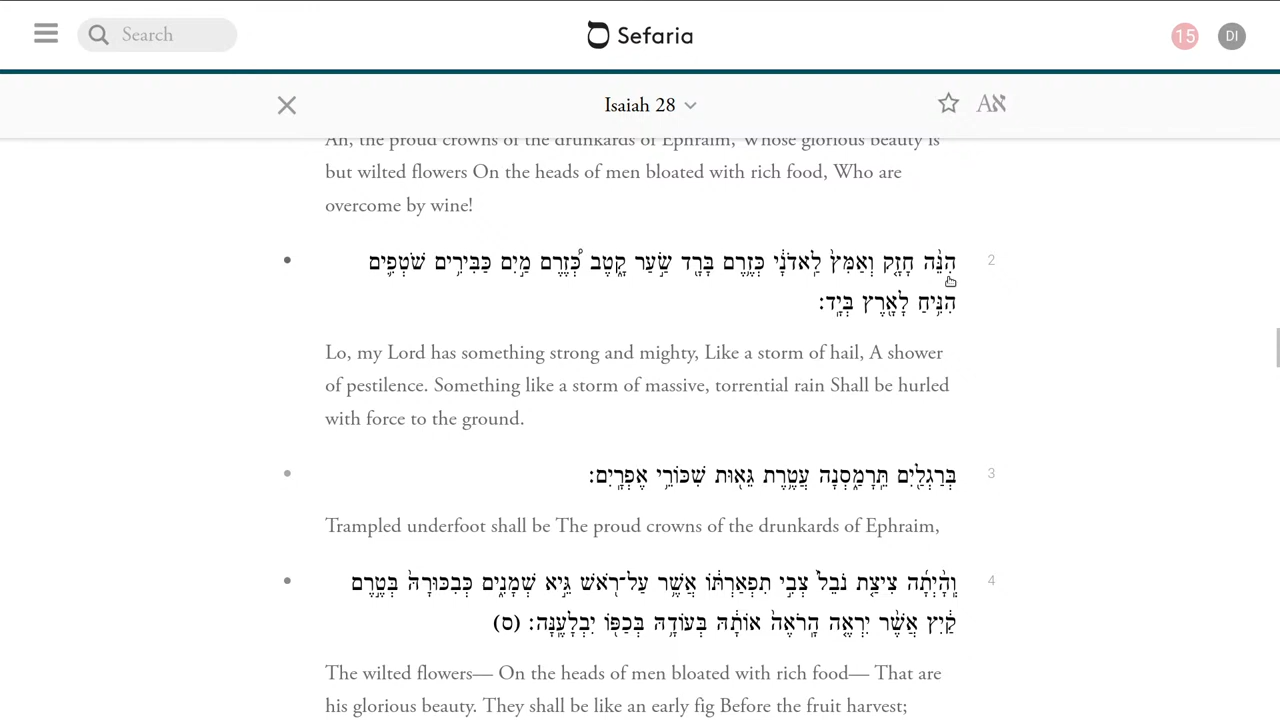 Search
Sefaria
15
DI
Isaiah 28
Ah, the proud crowns of the drunkards of Ephraim, Whose glorious beauty is
but wilted flowers On the heads of men bloated with rich food, Who are
overcome by wine!
2
הִנֵּ֨ה חָזָ֤ק וְאַמִּץ֙ לַֽאדֹנָ֔י כְּזֶ֥רֶם בָּרָ֖ד שַׂ֣עַר קָ֑טֶב כְּ֠זֶרֶם מַ֣יִם כַּבִּירִ֥ים שֹׁטְפִ֛ים
הִנִּ֥יחַ לָאָ֖רֶץ בְּיָֽד׃
Lo, my Lord has something strong and mighty, Like a storm of hail, A shower
of pestilence. Something like a storm of massive, torrential rain Shall be hurled
with force to the ground.
3
בְּרַגְלַ֖יִם תֵּֽרָמַ֑סְנָה עֲטֶ֥רֶת גֵּא֖וּת שִׁכּוֹרֵ֥י אֶפְרָֽיִם׃
Trampled underfoot shall be The proud crowns of the drunkards of Ephraim,
4
וְֽהָ֨יְתָ֜ה צִיצַ֤ת נֹבֵל֙ צְבִ֣י תִפְאַרְתּ֔וֹ אֲשֶׁ֥ר עַל־רֹ֖אשׁ גֵּ֣יא שְׁמָנִ֑ים כְּבִכּוּרָהּ֙ בְּטֶ֣רֶם
קַ֔יִץ אֲשֶׁ֨ר יִרְאֶ֤ה הָֽרֹאֶה֙ אוֹתָ֔הּ בְּעוֹדָ֥הּ בְּכַפּ֖וֹ יִבְלָעֶֽנָּה׃ (ס)
The wilted flowers— On the heads of men bloated with rich food— That are
his glorious beauty. They shall be like an early fig Before the fruit harvest;